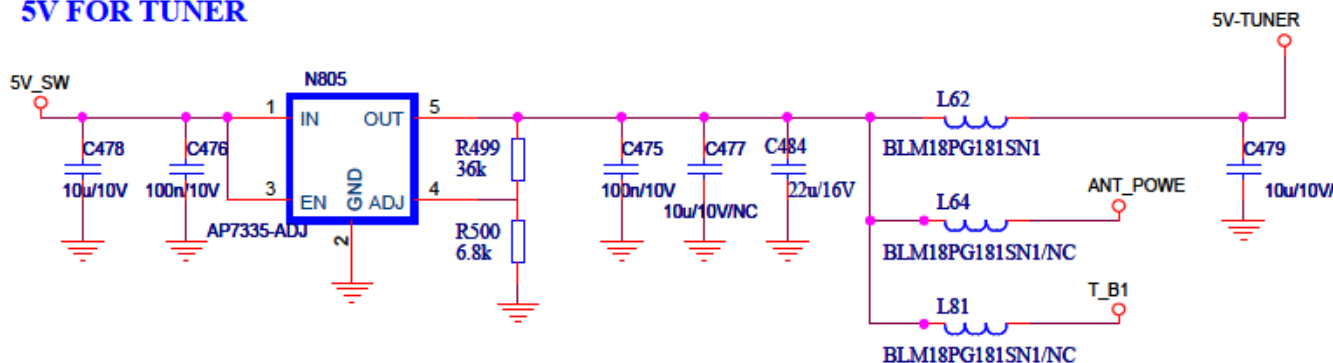 5V FOR TUNER
5V-TUNER
5V_SW
N805
1
IN
OUT
5
L62
C478
10u/10V
C476
100n/10V
R499
36k
C475
100n/10V
C477
10u/10V/NC
C484
22u/16V
BLM18PG181SN1
C479
10u/10V/
3
EN
GND
ADJ
4
AP7335-ADJ
2
R500
6.8k
L64
ANT_POWE
BLM18PG181SN1/NC
L81
T_B1
BLM18PG181SN1/NC